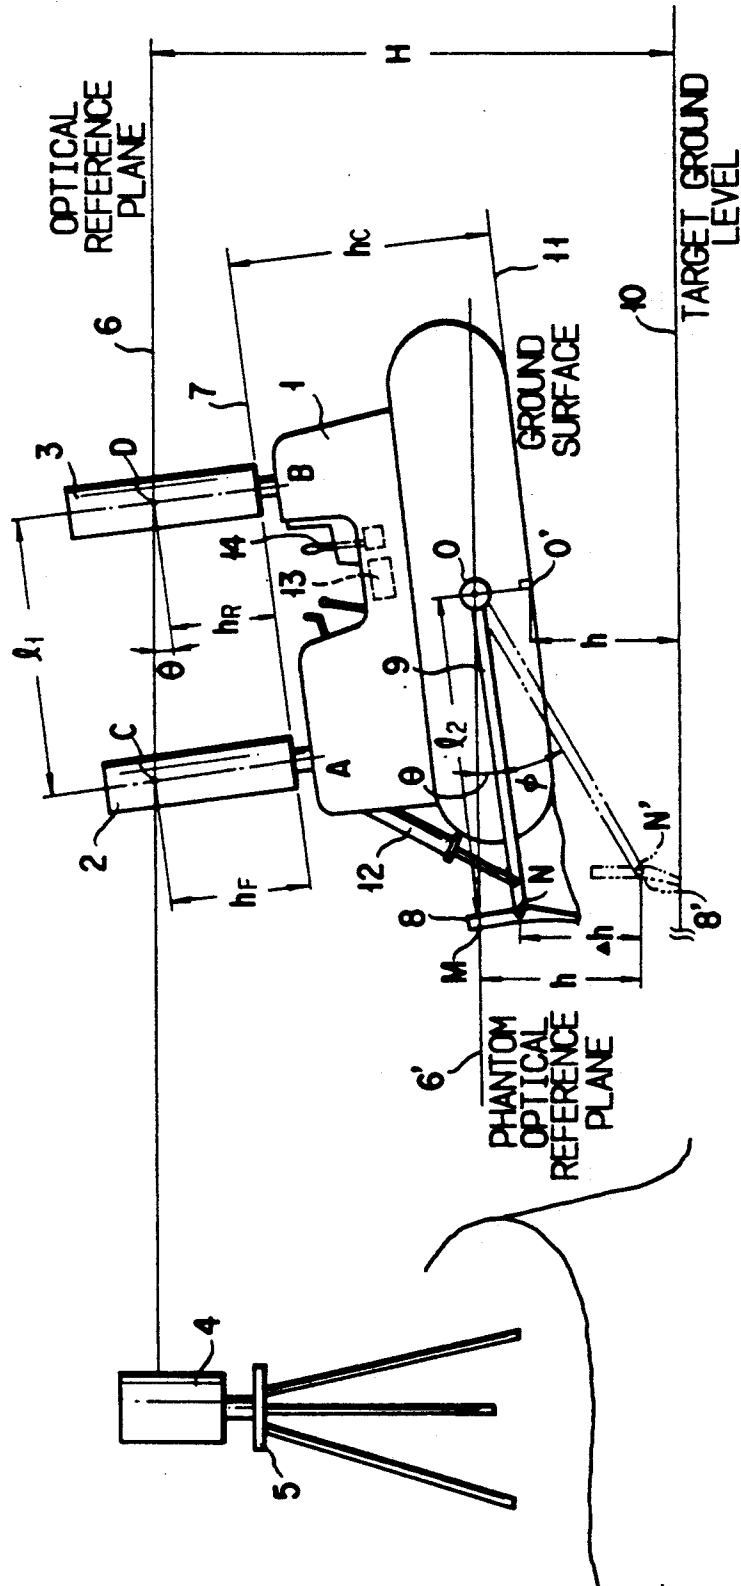 OPTICAL
REFERENCE
PLANE
H
6
TARGET GROUND
LEVEL
10
hc
11
7
1
3
D
B
GROUND
SURFACE
14
13
O
O'
l1
hR
θ
h
9
l2
C
A
θ
φ
2
hF
12
N
N'
8
8'
M
Δh
h
6'
PHANTOM
OPTICAL
REFERENCE
PLANE
4
5